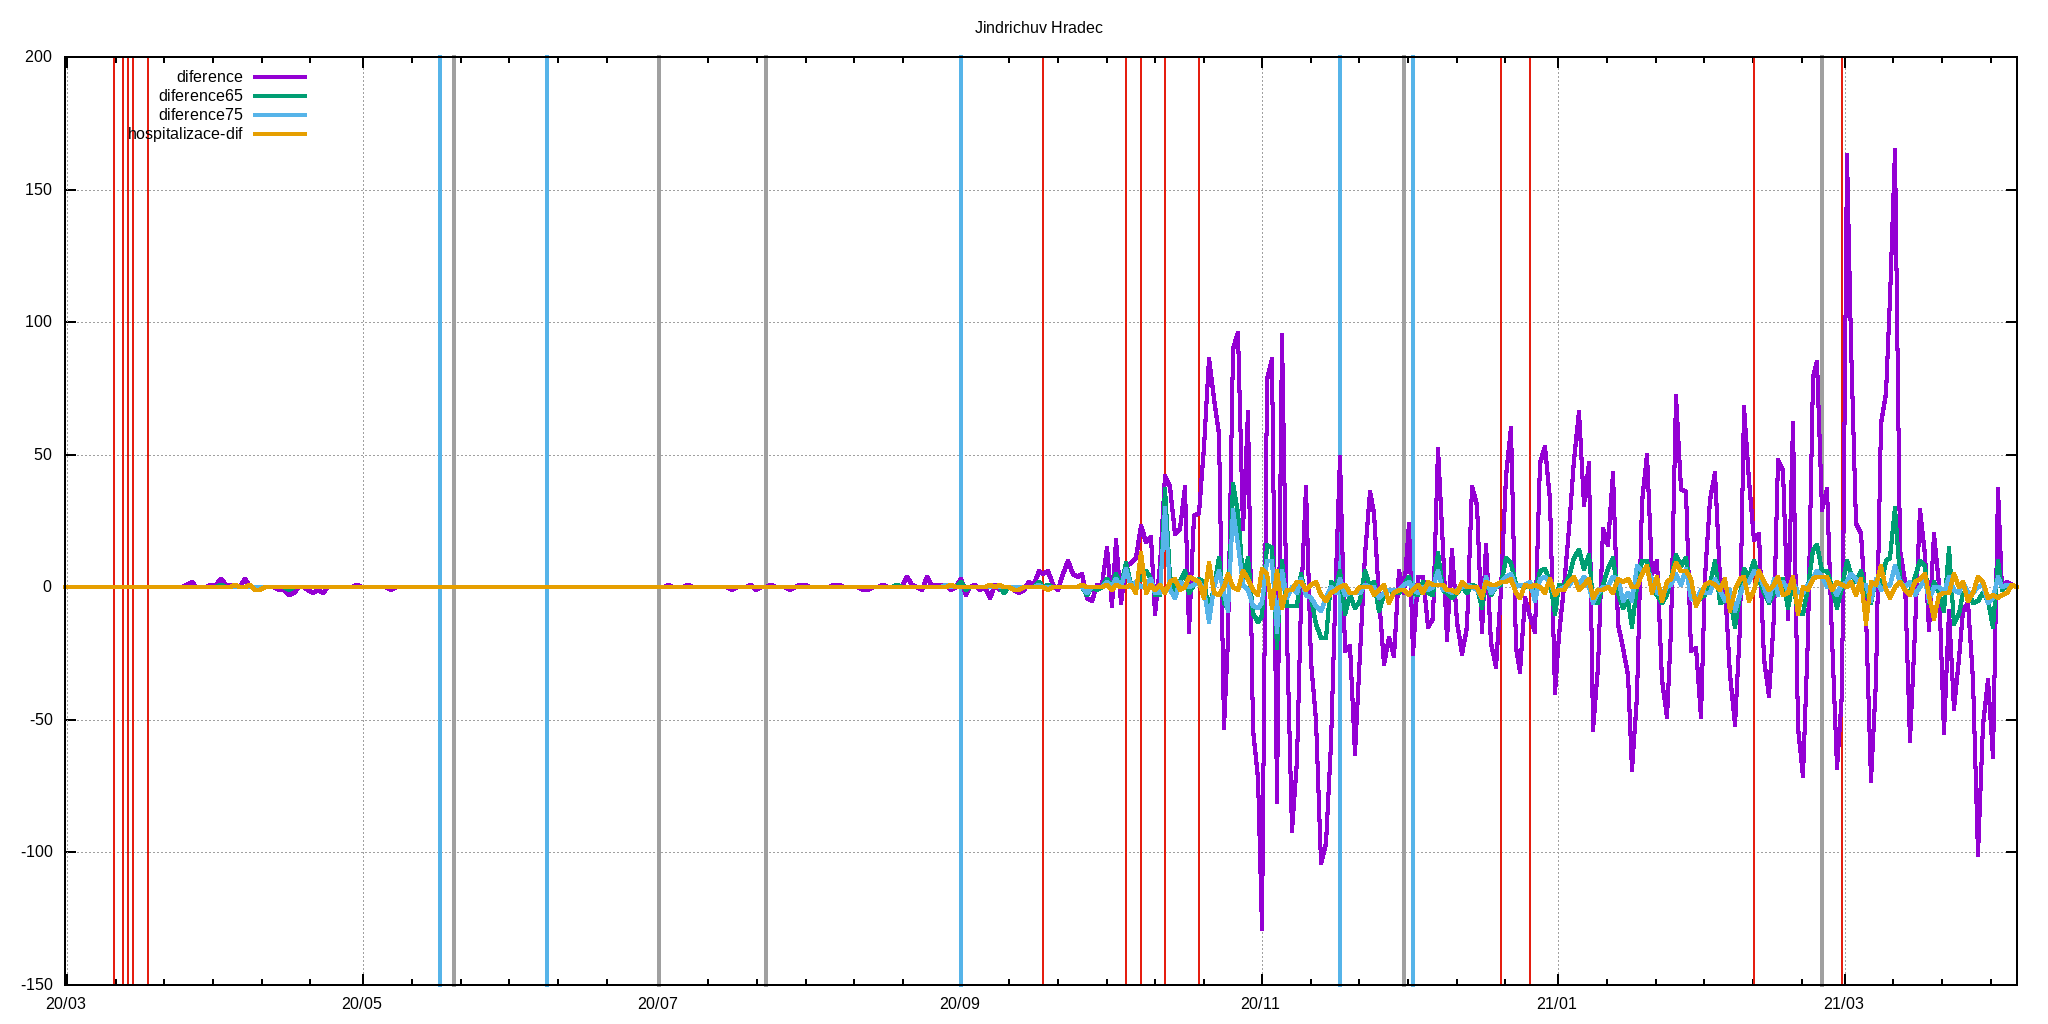 Jindrichuv Hradec
200
diference
diference65
diference75
hospitalizace-dif
150
100
50
0
-50
-100
-150
20/03 20/05 20/07 20/09 20/11 21/01 21/03